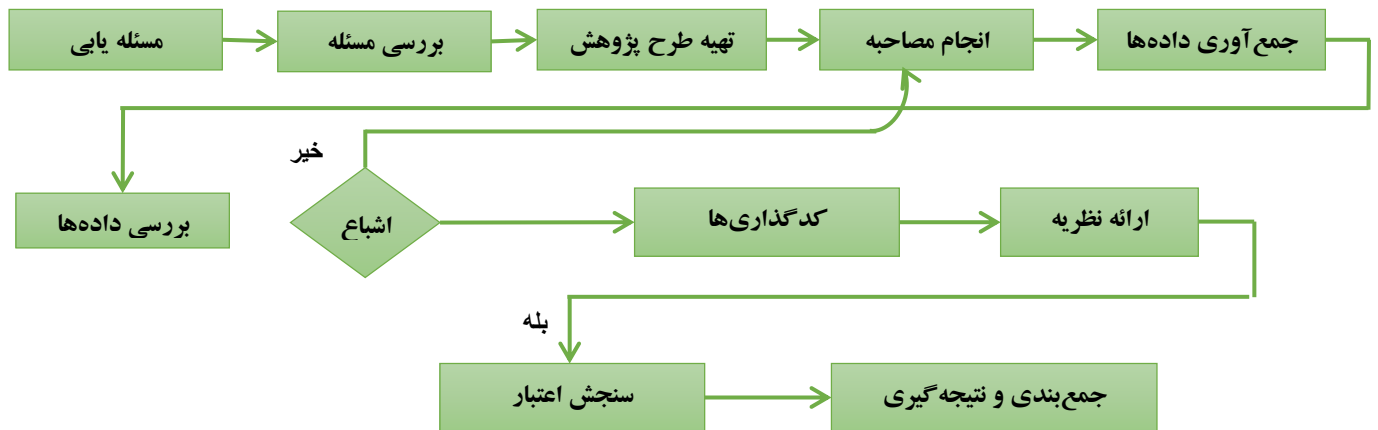 مسئله یابی
بررسی مسئله
تهیه طرح پژوهش
انجام مصاحبه
جمع‌آوری داده‌ها
خیر
بررسی داده‌ها
اشباع
کدگذاری‌ها
ارائه نظریه
بله
سنجش اعتبار
جمع‌بندی و نتیجه‌گیری